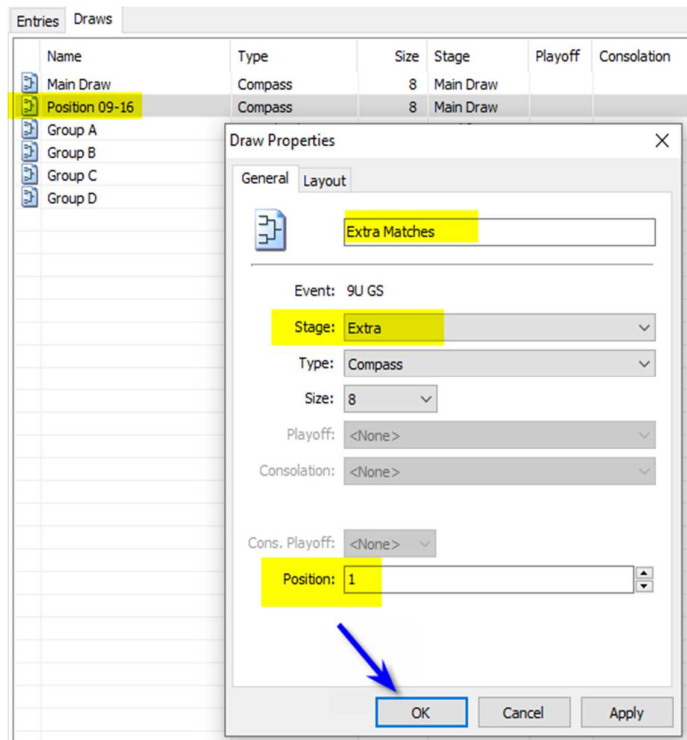 Entries Draws
Name Type Size Stage Playoff Consolation
Main Draw Compass 8 Main Draw
Position 09-16 Compass 8 Main Draw
Group A
Group B
Group C
Group D
Draw Properties
General Layout
Extra Matches
Event: 9U GS
Stage: Extra
Type: Compass
Size: 8
Playoff: <None>
Consolation: <None>
Cons. Playoff: <None>
Position: 1
OK Cancel Apply